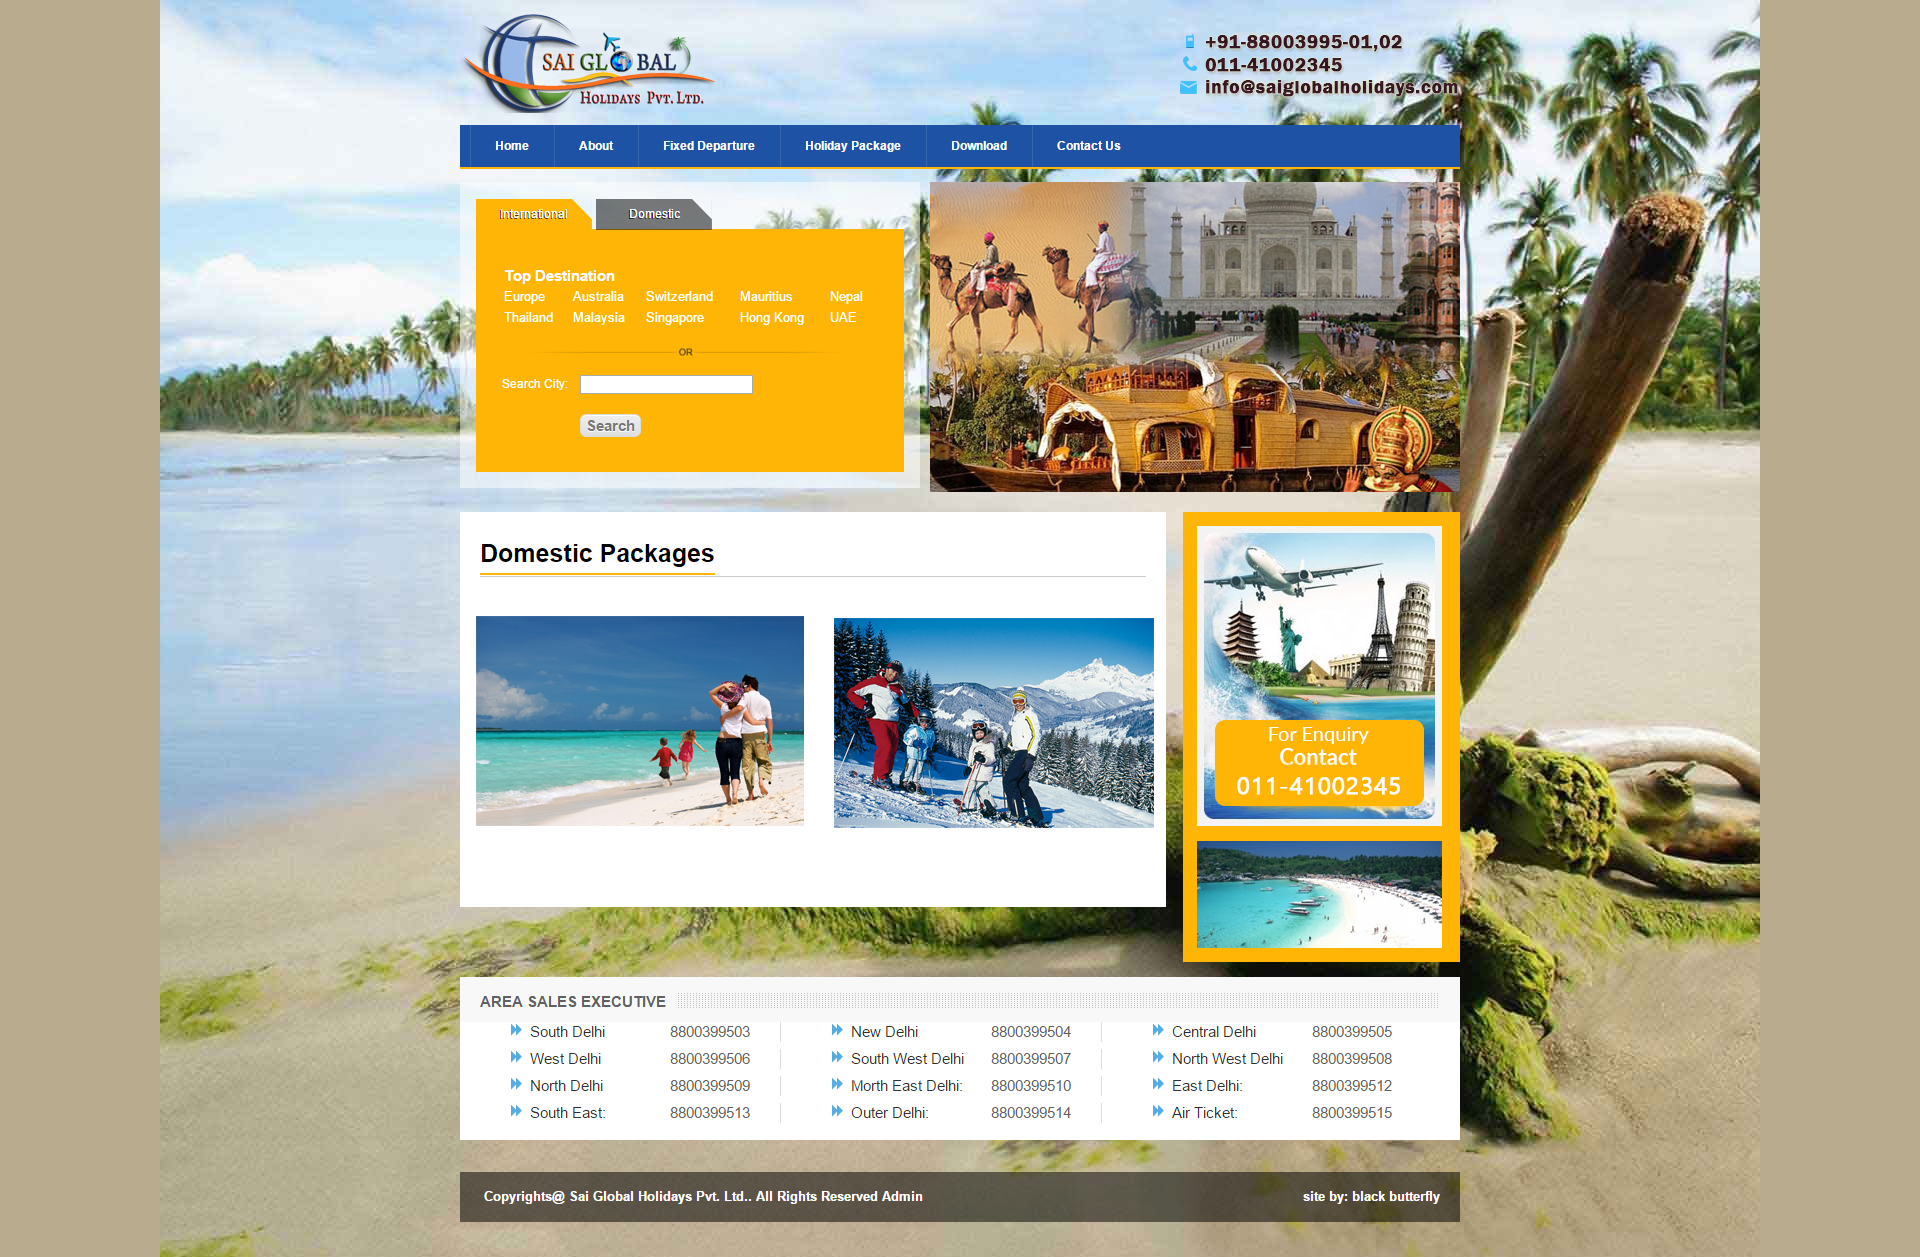 SAI GLOBAL
HOLIDAYS PVT. LTD.
+91-88003995-01,02
011-41002345
info@saiglobalholidays.com
Home About Fixed Departure Holiday Package Download Contact Us
International Domestic
Top Destination
Europe Australia Switzerland Mauritius Nepal
Thailand Malaysia Singapore Hong Kong UAE
OR
Search City:
Search
Domestic Packages
For Enquiry
Contact
011-41002345
AREA SALES EXECUTIVE
South Delhi 8800399503 New Delhi 8800399504 Central Delhi 8800399505
West Delhi 8800399506 South West Delhi 8800399507 North West Delhi 8800399508
North Delhi 8800399509 Morth East Delhi: 8800399510 East Delhi: 8800399512
South East: 8800399513 Outer Delhi: 8800399514 Air Ticket: 8800399515
Copyrights@ Sai Global Holidays Pvt. Ltd.. All Rights Reserved Admin site by: black butterfly